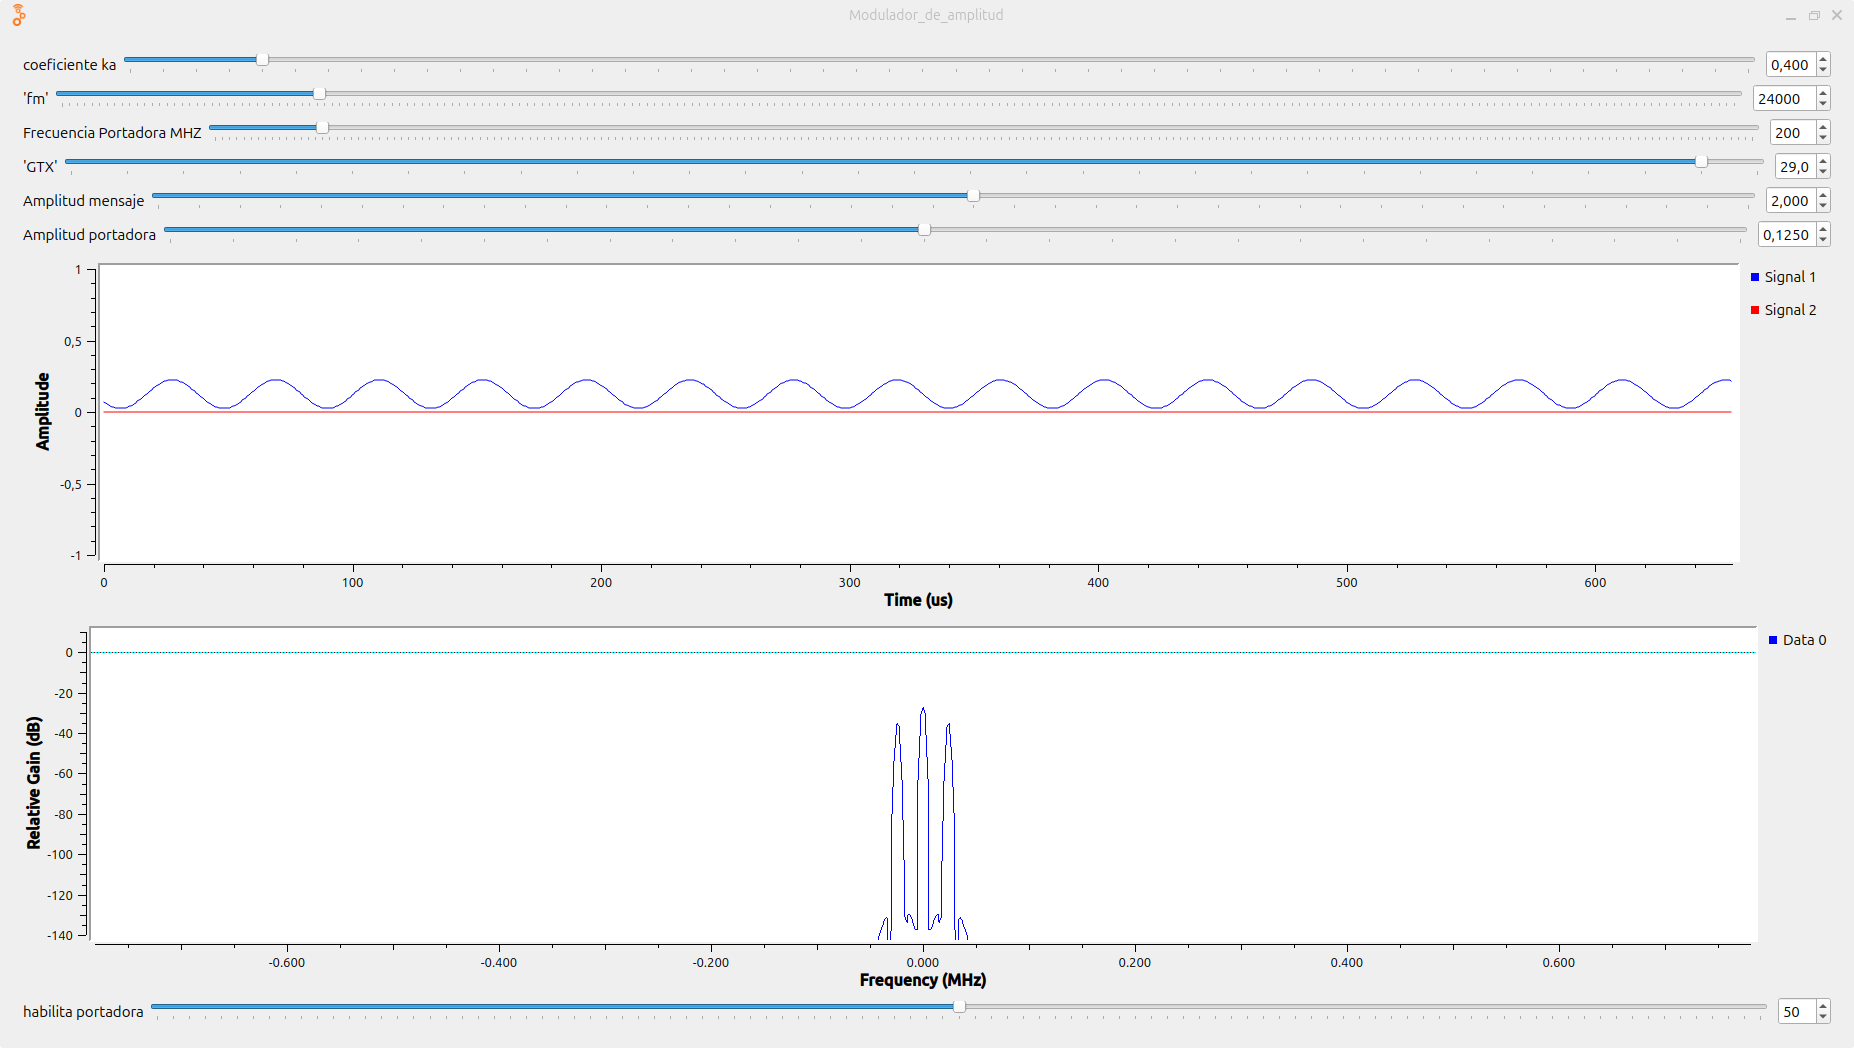 Modulador_de_amplitud
coeficiente ka 0,400
'fm' 24000
Frecuencia Portadora MHZ 200
'GTX' 29,0
Amplitud mensaje 2,000
Amplitud portadora 0,1250
Signal 1
Signal 2
Amplitude
1
0,5
0
-0,5
-1
0 100 200 300 400 500 600
Time (us)
Data 0
Relative Gain (dB)
0
-20
-40
-60
-80
-100
-120
-140
-0.600 -0.400 -0.200 0.000 0.200 0.400 0.600
Frequency (MHz)
habilita portadora 50